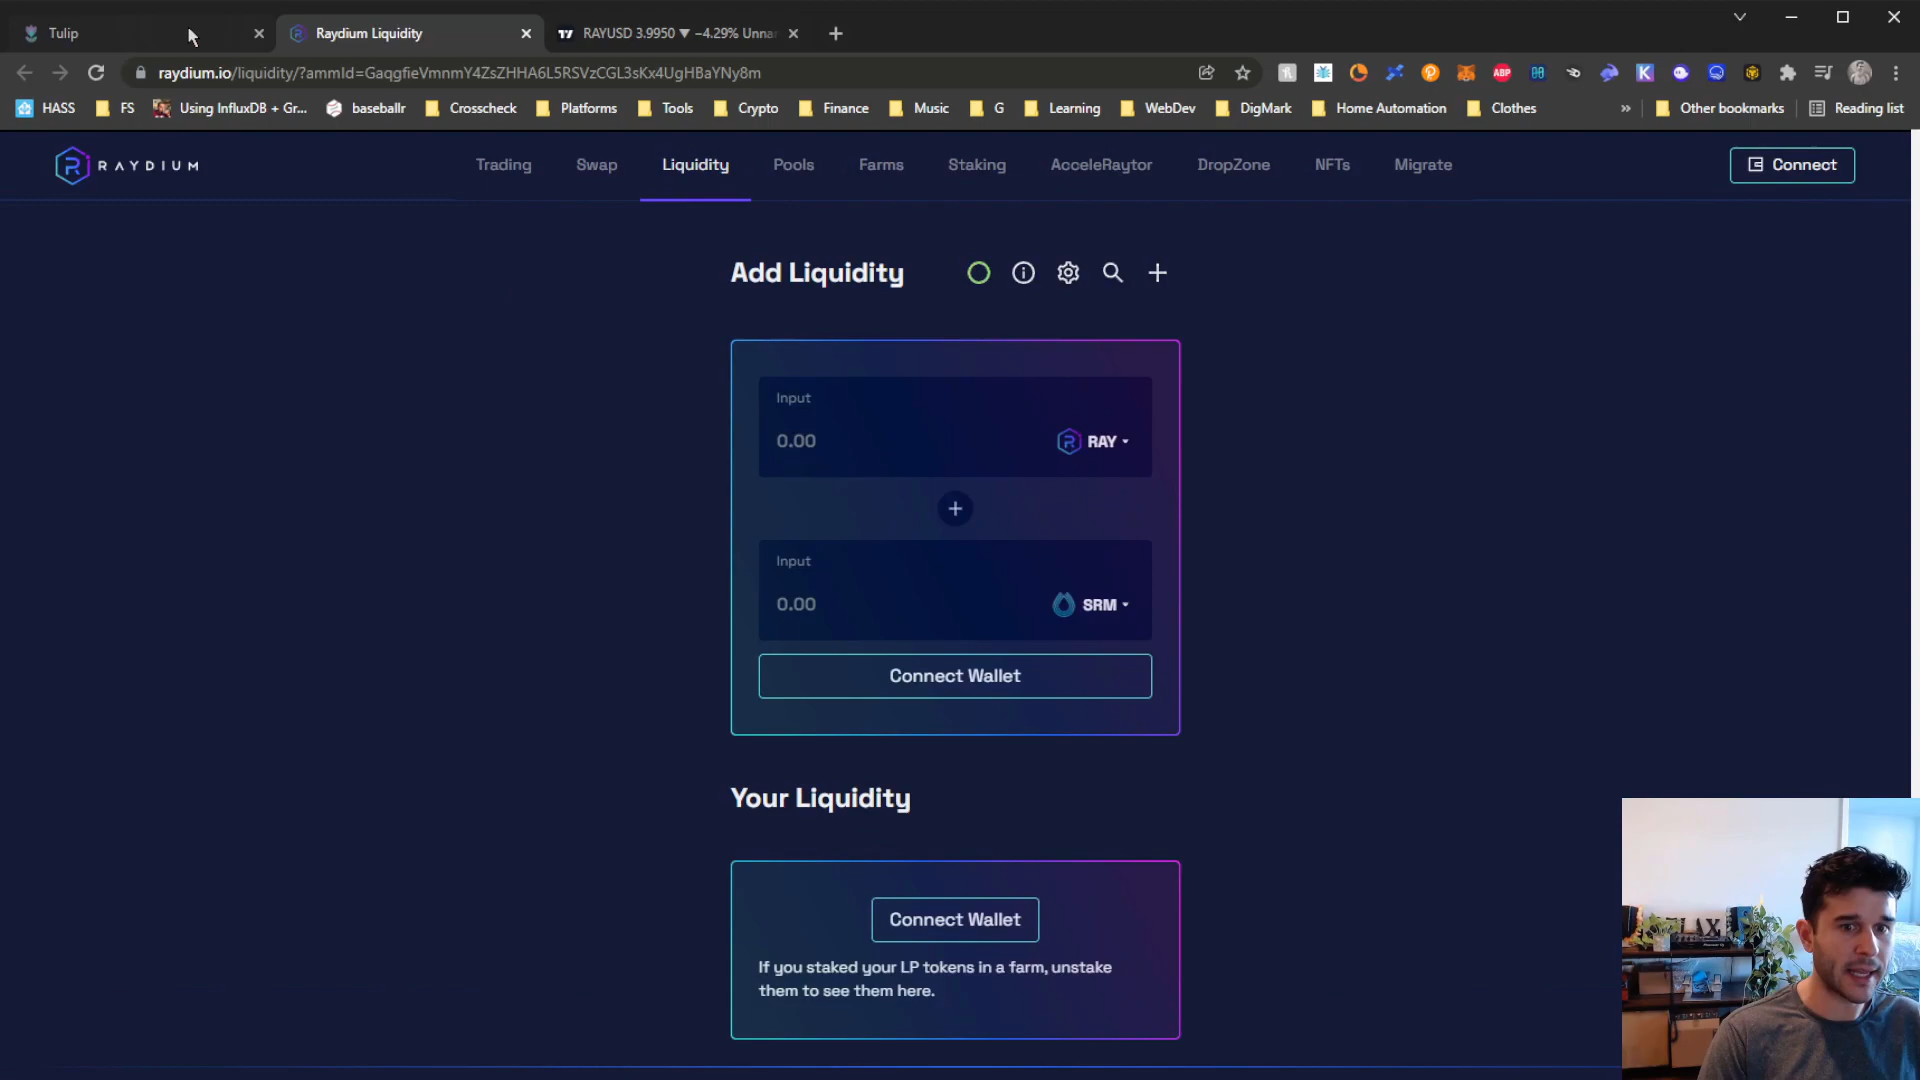 Tulip
Raydium Liquidity
RAYUSD 3.9950 ▼ −4.29% Unna
raydium.io/liquidity/?ammId=GaqgfieVmnmY4ZsZHHA6L5RSVzCGL3sKx4UgHBaYNy8m
HASS
FS
Using InfluxDB + Gr...
baseballr
Crosscheck
Platforms
Tools
Crypto
Finance
Music
G
Learning
WebDev
DigMark
Home Automation
Clothes
»
Other bookmarks
Reading list
RAYDIUM
Trading
Swap
Liquidity
Pools
Farms
Staking
AcceleRaytor
DropZone
NFTs
Migrate
Connect
Add Liquidity
Input
0.00
RAY
+
Input
0.00
SRM
Connect Wallet
Your Liquidity
Connect Wallet
If you staked your LP tokens in a farm, unstake
them to see them here.